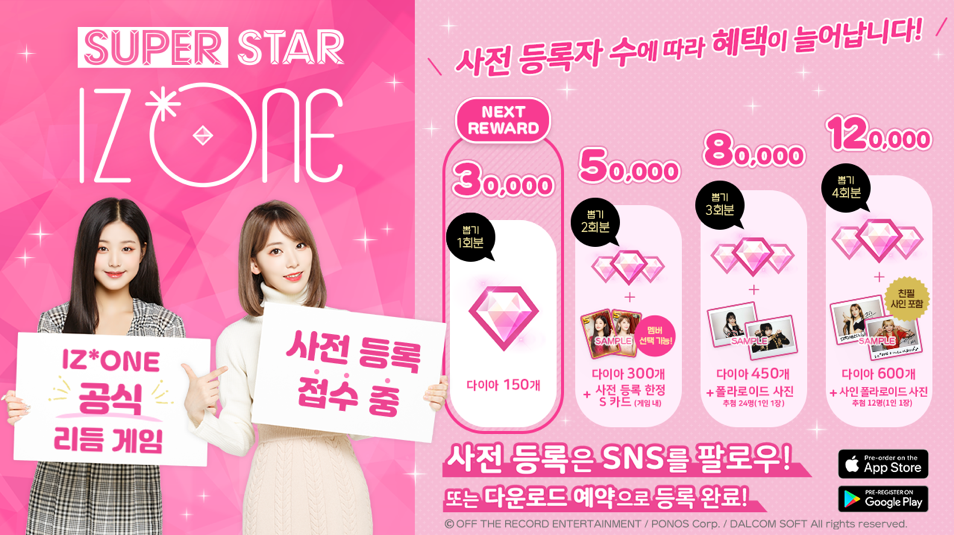 SUPER STAR
IZ*ONE
IZ*ONE
공식
리듬 게임
사전 등록
접수 중
사전 등록자 수에 따라 혜택이 늘어납니다!
NEXT
REWARD
30,000
뽑기
1회분
다이아 150개
50,000
뽑기
2회분
SAMPLE
멤버
선택 가능!
다이아 300개
+ 사전 등록 한정
S 카드 (게임 내)
80,000
뽑기
3회분
+
SAMPLE
다이아 450개
+폴라로이드 사진
추첨 24명(1인 1장)
120,000
뽑기
4회분
+
친필
사인 포함
SAMPLE
다이아 600개
+ 사인 폴라로이드 사진
추첨 12명(1인 1장)
사전 등록은 SNS를 팔로우!
또는 다운로드 예약으로 등록 완료!
Pre-order on the
App Store
PRE-REGISTER ON
Google Play
© OFF THE RECORD ENTERTAINMENT / PONOS Corp. / DALCOM SOFT All rights reserved.